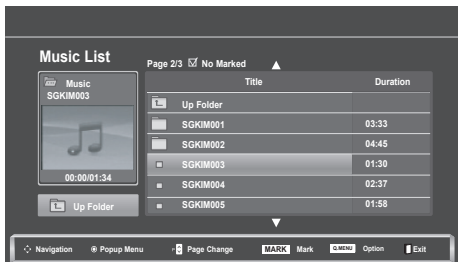 Music List
Page 2/3 ☑ No Marked
Music
SGKIM003
00:00/01:34
Up Folder
Title Duration
Up Folder
SGKIM001 03:33
SGKIM002 04:45
SGKIM003 01:30
SGKIM004 02:37
SGKIM005 01:58
Navigation Popup Menu P Page Change MARK Mark Q.MENU Option Exit